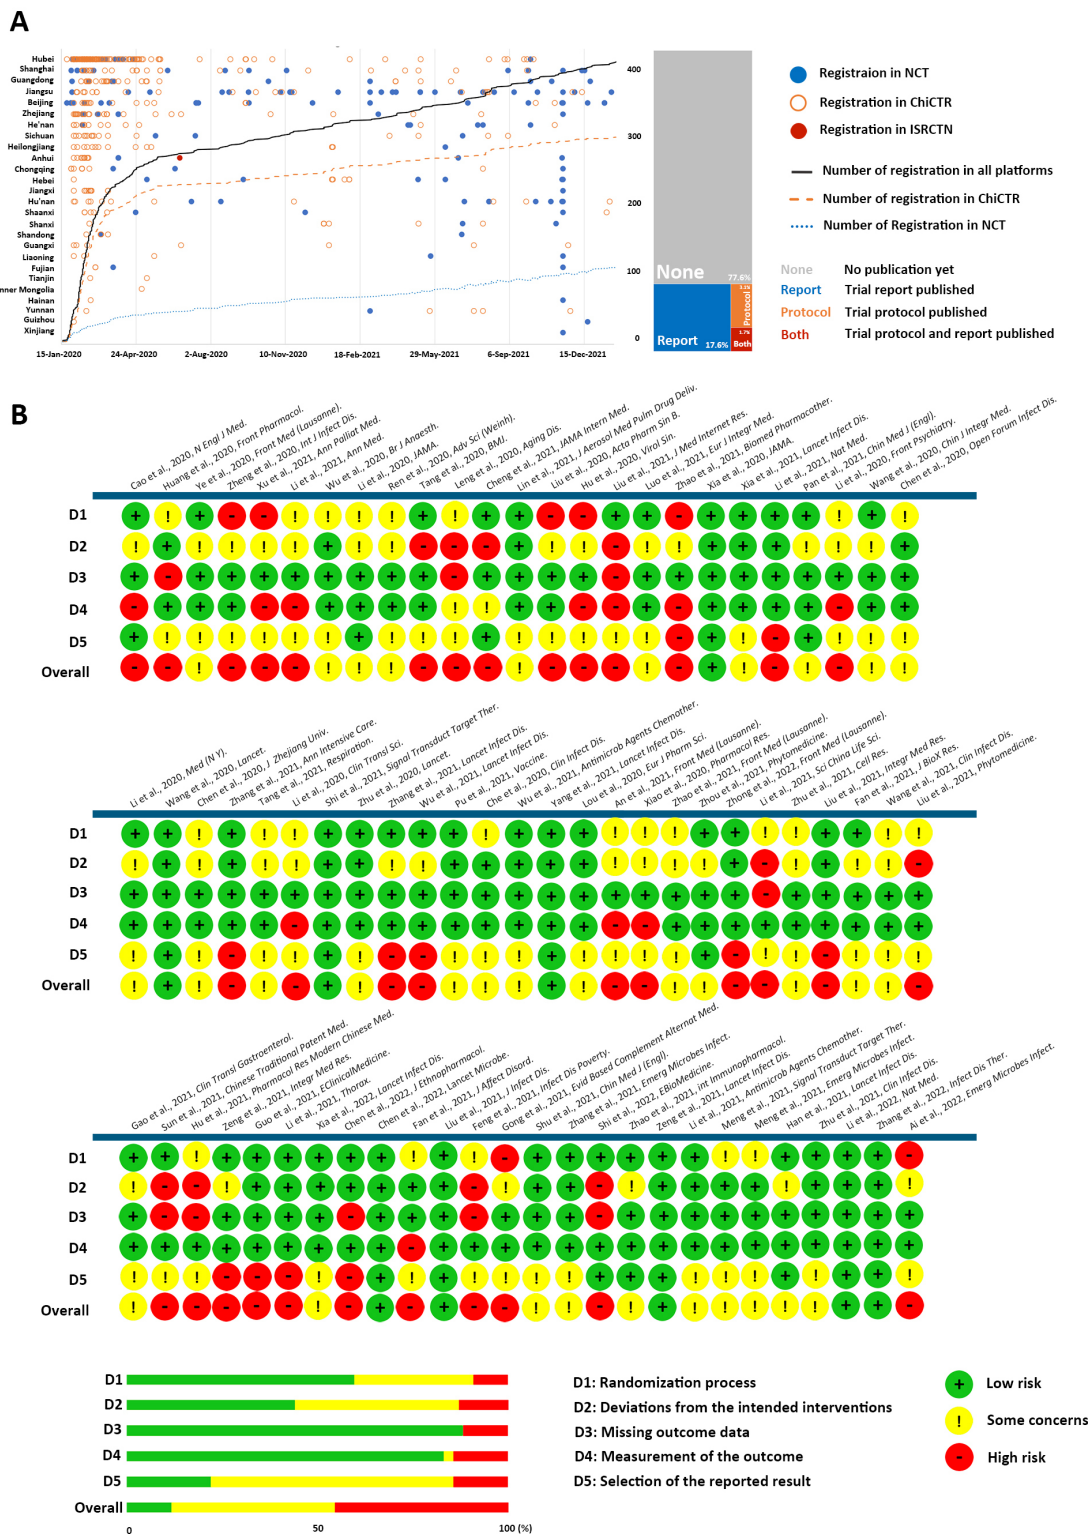 A
Hubei
Shanghai
Guangdong
Jiangsu
Beijing
Zhejiang
He'nan
Sichuan
Heilongjiang
Anhui
Chongqing
Hebei
Jiangxi
Hu'nan
Shaanxi
Shanxi
Shandong
Guangxi
Liaoning
Fujian
Tianjin
nner Mongolia
Hainan
Yunnan
Guizhou
Xinjiang
15-Jan-2020 24-Apr-2020 2-Aug-2020 10-Nov-2020 18-Feb-2021 29-May-2021 6-Sep-2021 15-Dec-2021
400
300
200
100
0
None
77.6%
Report 17.6%
3.1%
Protocol
1.7%
Both
Registraion in NCT
Registration in ChiCTR
Registration in ISRCTN
Number of registration in all platforms
Number of registration in ChiCTR
Number of Registration in NCT
None No publication yet
Report Trial report published
Protocol Trial protocol published
Both Trial protocol and report published
B
Cao et al., 2020, N Engl J Med.
Huang et al., 2020, Front Pharmacol.
Ye et al., 2020, Front Med (Lausanne).
Zheng et al., 2020, Int J Infect Dis.
Xu et al., 2021, Ann Palliat Med.
Li et al., 2021, Ann Med.
Wu et al., 2020, Br J Anaesth.
Li et al., 2020, JAMA.
Ren et al., 2020, Adv Sci (Weinh).
Tang et al., 2020, BMJ.
Leng et al., 2020, Aging Dis.
Cheng et al., 2021, JAMA Intern Med.
Lin et al., 2021, J Aerosol Med Pulm Drug Deliv.
Liu et al., 2020, Acta Pharm Sin B.
Hu et al., 2020, Virol Sin.
Liu et al., 2021, J Med Internet Res.
Luo et al., 2021, Eur J Integr Med.
Zhao et al., 2021, Biomed Pharmacother.
Xia et al., 2020, JAMA.
Xia et al., 2021, Lancet Infect Dis.
Li et al., 2021, Nat Med.
Pan et al., 2021, Chin Med J (Engl).
Li et al., 2020, Front Psychiatry.
Wang et al., 2020, Chin J Integr Med.
Chen et al., 2020, Open Forum Infect Dis.
D1
D2
D3
D4
D5
Overall
Li et al., 2020, Med (N Y).
Wang et al., 2020, Lancet.
Chen et al., 2020, J Zhejiang Univ.
Zhang et al., 2021, Ann Intensive Care.
Tang et al., 2021, Respiration.
Li et al., 2020, Clin Transl Sci.
Shi et al., 2021, Signal Transduct Target Ther.
Zhu et al., 2020, Lancet.
Zhang et al., 2021, Lancet Infect Dis.
Wu et al., 2021, Lancet Infect Dis.
Pu et al., 2021, Vaccine.
Che et al., 2020, Clin Infect Dis.
Wu et al., 2021, Antimicrob Agents Chemother.
Yang et al., 2021, Lancet Infect Dis.
Lou et al., 2020, Eur J Pharm Sci.
An et al., 2021, Front Med (Lausanne).
Xiao et al., 2020, Pharmacol Res.
Zhao et al., 2021, Front Med (Lausanne).
Zhou et al., 2021, Phytomedicine.
Zhong et al., 2022, Front Med (Lausanne).
Li et al., 2021, Sci China Life Sci.
Zhu et al., 2021, Cell Res.
Liu et al., 2021, Integr Med Res.
Fan et al., 2021, J BioX Res.
Wang et al., 2021, Clin Infect Dis.
Liu et al., 2021, Phytomedicine.
D1
D2
D3
D4
D5
Overall
Gao et al., 2021, Clin Transl Gastroenterol.
Sun et al., 2021, Chinese Traditional Patent Med.
Hu et al., 2021, Pharmacol Res Modern Chinese Med.
Zeng et al., 2021, Integr Med Res.
Guo et al., 2021, EClinicalMedicine.
Li et al., 2021, Thorax.
Xia et al., 2022, Lancet Infect Dis.
Chen et al., 2022, J Ethnopharmacol.
Chen et al., 2022, Lancet Microbe.
Fan et al., 2021, J Affect Disord.
Liu et al., 2021, J Infect Dis.
Feng et al., 2021, Infect Dis Poverty.
Gong et al., 2021, Evid Based Complement Alternat Med.
Shu et al., 2021, Chin Med J (Engl).
Zhang et al., 2021, Emerg Microbes Infect.
Shi et al., 2022, EBioMedicine.
Zhao et al., 2021, int Immunopharmacol.
Zeng et al., 2021, Lancet Infect Dis.
Li et al., 2021, Antimicrob Agents Chemother.
Meng et al., 2021, Signal Transduct Target Ther.
Meng et al., 2021, Emerg Microbes Infect.
Han et al., 2021, Lancet Infect Dis.
Zhu et al., 2021, Clin Infect Dis.
Li et al., 2022, Nat Med.
Zhang et al., 2022, Infect Dis Ther.
Ai et al., 2022, Emerg Microbes Infect.
D1
D2
D3
D4
D5
Overall
D1
D2
D3
D4
D5
Overall
0 50 100 (%)
D1: Randomization process
D2: Deviations from the intended interventions
D3: Missing outcome data
D4: Measurement of the outcome
D5: Selection of the reported result
+ Low risk
! Some concerns
- High risk